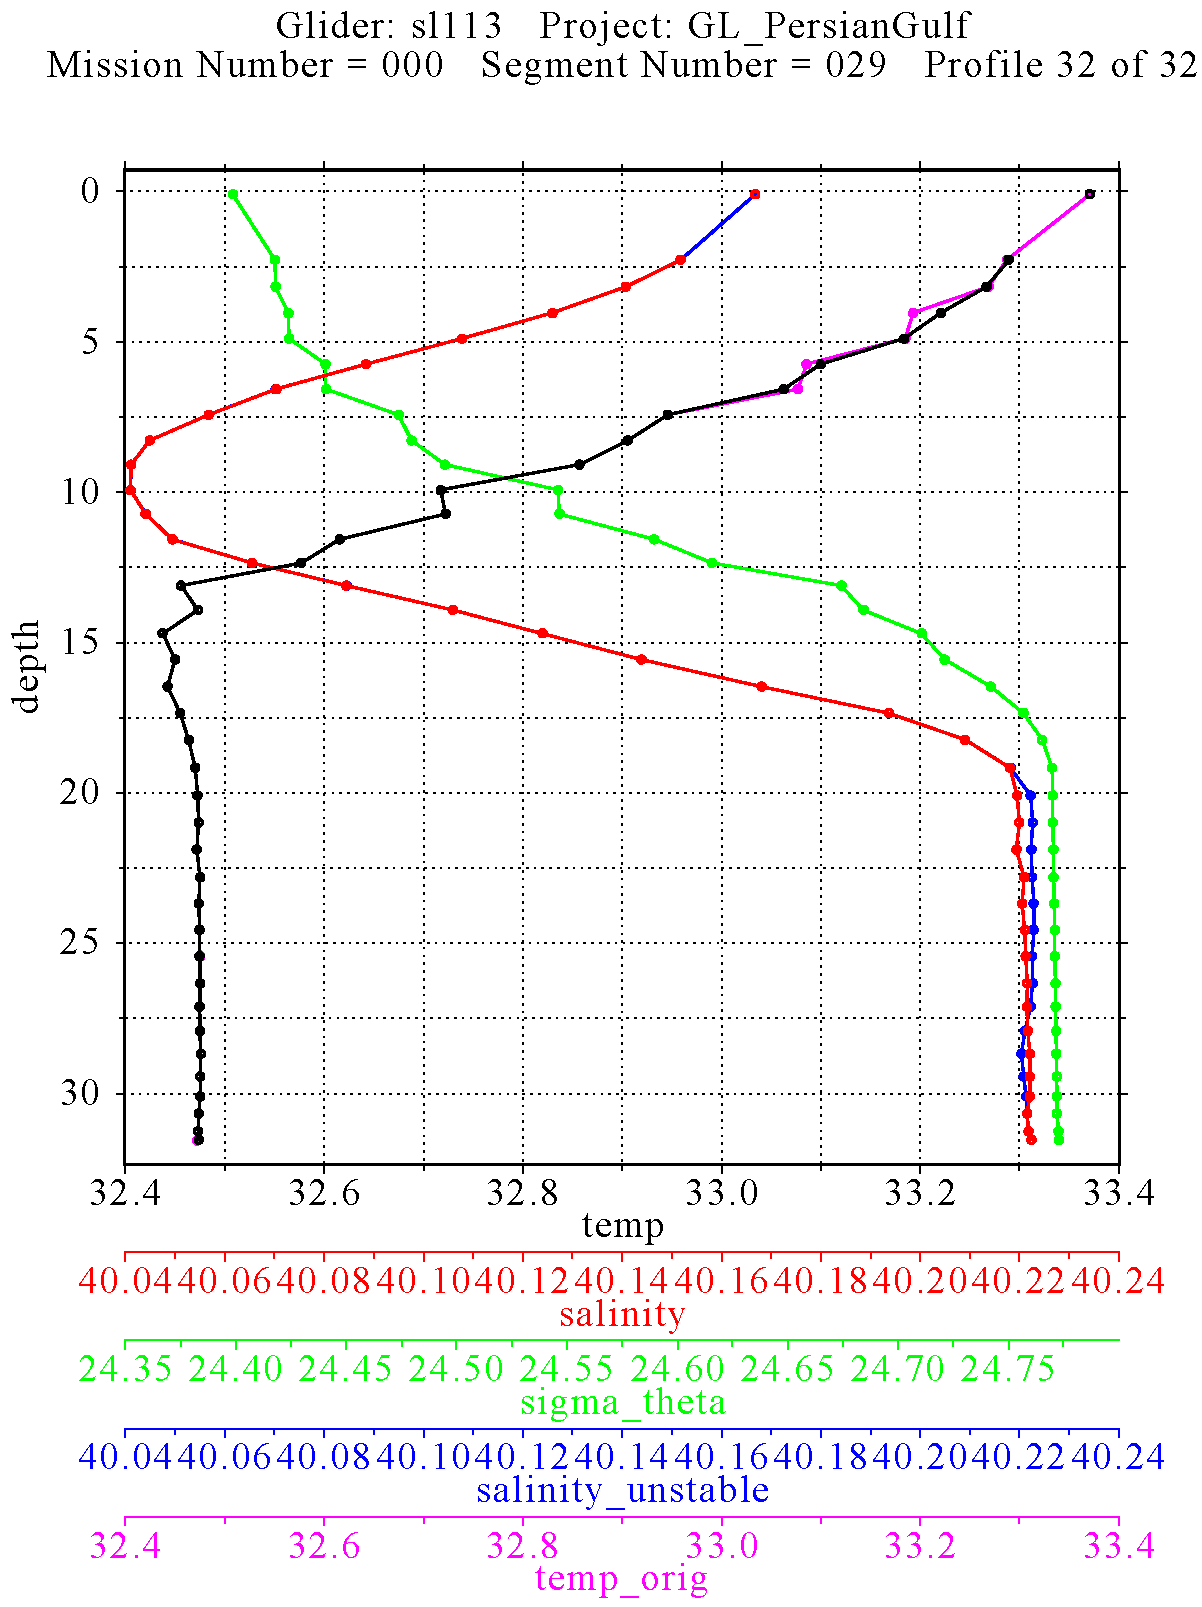 Glider: sl113 Project: GL_PersianGulf
Mission Number = 000 Segment Number = 029 Profile 32 of 32
0
5
10
15
20
25
30
depth
32.4 32.6 32.8 33.0 33.2 33.4
temp
40.04 40.06 40.08 40.10 40.12 40.14 40.16 40.18 40.20 40.22 40.24
salinity
24.35 24.40 24.45 24.50 24.55 24.60 24.65 24.70 24.75
sigma_theta
40.04 40.06 40.08 40.10 40.12 40.14 40.16 40.18 40.20 40.22 40.24
salinity_unstable
32.4 32.6 32.8 33.0 33.2 33.4
temp_orig